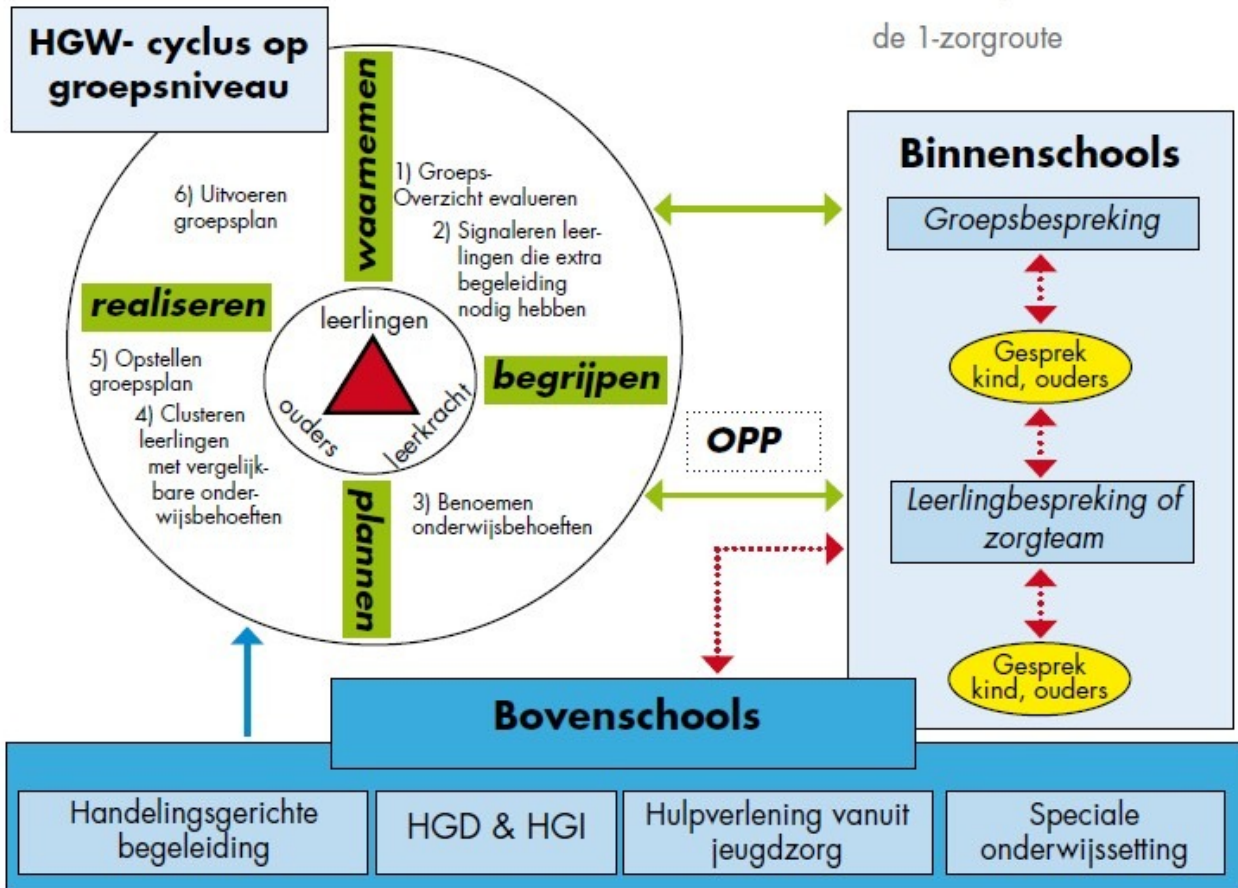 de 1-zorgroute
HGW- cyclus op
groepsniveau
waarnemen
1) Groeps-
Overzicht evalueren
2) Signaleren leer-
lingen die extra
begeleiding
nodig hebben
begrijpen
3) Benoemen
onderwijsbehoeften
plannen
4) Clusteren
leerlingen
met vergelijk-
bare onder-
wijsbehoeften
5) Opstellen
groepsplan
realiseren
6) Uitvoeren
groepsplan
leerlingen
ouders
leerkracht
OPP
Binnenschools
Groepsbespreking
Gesprek
kind, ouders
Leerlingbespreking of
zorgteam
Gesprek
kind, ouders
Bovenschools
Handelingsgerichte
begeleiding
HGD & HGI
Hulpverlening vanuit
jeugdzorg
Speciale
onderwijssetting